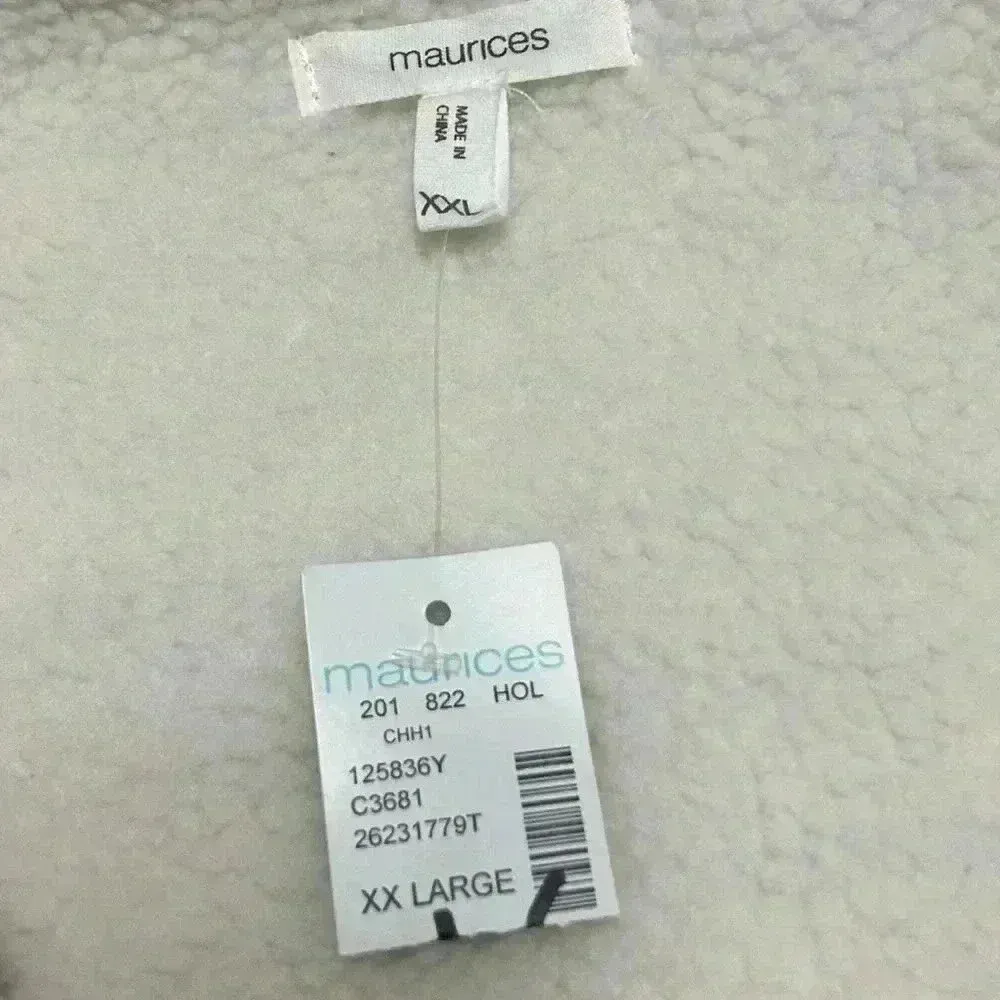 maurices
MADE IN
CHINA
XXL
maurices
201 822 HOL
CHH1
125836Y
C3681
26231779T
XX LARGE